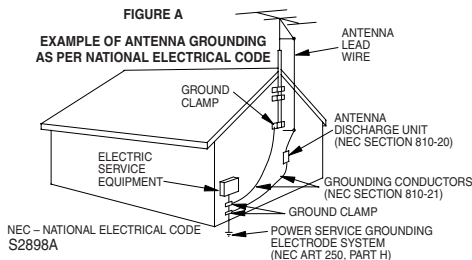 FIGURE A
EXAMPLE OF ANTENNA GROUNDING
AS PER NATIONAL ELECTRICAL CODE
ANTENNA
LEAD
WIRE
GROUND
CLAMP
ANTENNA
DISCHARGE UNIT
(NEC SECTION 810-20)
ELECTRIC
SERVICE
EQUIPMENT
GROUNDING CONDUCTORS
(NEC SECTION 810-21)
GROUND CLAMP
POWER SERVICE GROUNDING
ELECTRODE SYSTEM
(NEC ART 250, PART H)
NEC – NATIONAL ELECTRICAL CODE
S2898A